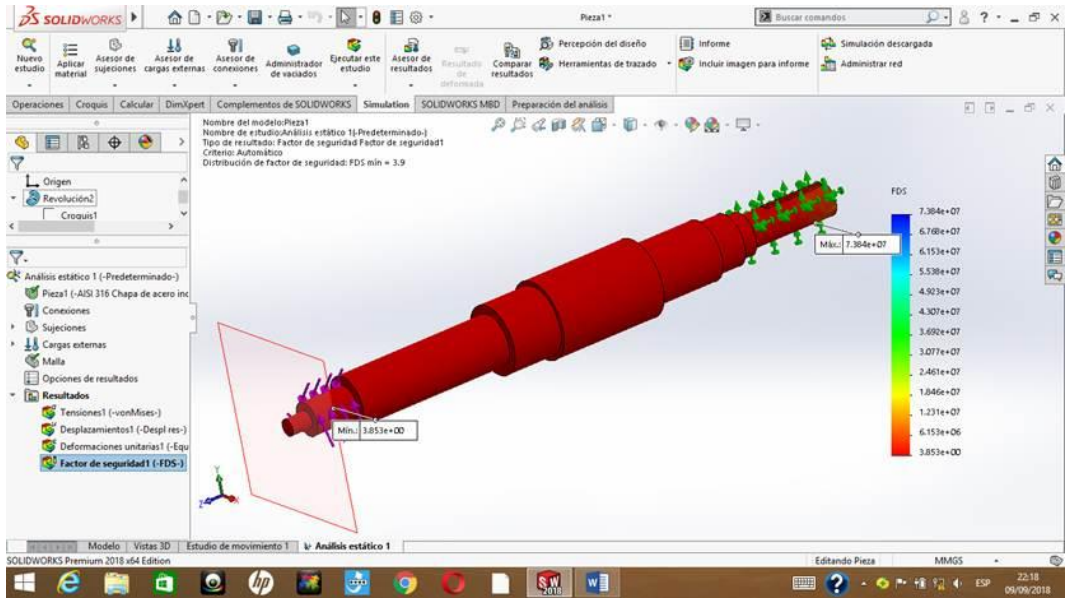 SOLIDWORKS
Pieza1 *
Buscar comandos
Nuevo estudio
Aplicar material
Asesor de sujeciones
Asesor de cargas externas
Asesor de conexiones
Administrador de vaciados
Ejecutar este estudio
Asesor de resultados
Resultado de deformada
Comparar resultados
Percepción del diseño
Herramientas de trazado
Informe
Incluir imagen para informe
Simulación descargada
Administrar red
Operaciones
Croquis
Calcular
DimXpert
Complementos de SOLIDWORKS
Simulation
SOLIDWORKS MBD
Preparación del análisis
Nombre del modelo:Pieza1
Nombre de estudio:Análisis estático 1(-Predeterminado-)
Tipo de resultado: Factor de seguridad Factor de seguridad1
Criterio: Automático
Distribución de factor de seguridad: FDS mín = 3.9
Origen
Revolución2
Croquis1
Análisis estático 1 (-Predeterminado-)
Pieza1 (-AISI 316 Chapa de acero inc
Conexiones
Sujeciones
Cargas externas
Malla
Opciones de resultados
Resultados
Tensiones1 (-vonMises-)
Desplazamientos1 (-Despl res-)
Deformaciones unitarias1 (-Equ
Factor de seguridad1 (-FDS-)
Máx.: 7.384e+07
Mín.: 3.853e+00
FDS
7.384e+07
6.768e+07
6.153e+07
5.538e+07
4.923e+07
4.307e+07
3.692e+07
3.077e+07
2.461e+07
1.846e+07
1.231e+07
6.153e+06
3.853e+00
Y
Z
X
Modelo
Vistas 3D
Estudio de movimiento 1
Análisis estático 1
SOLIDWORKS Premium 2018 x64 Edition
Editando Pieza
MMGS
hp
SW
2018
ESP
22:18
09/09/2018